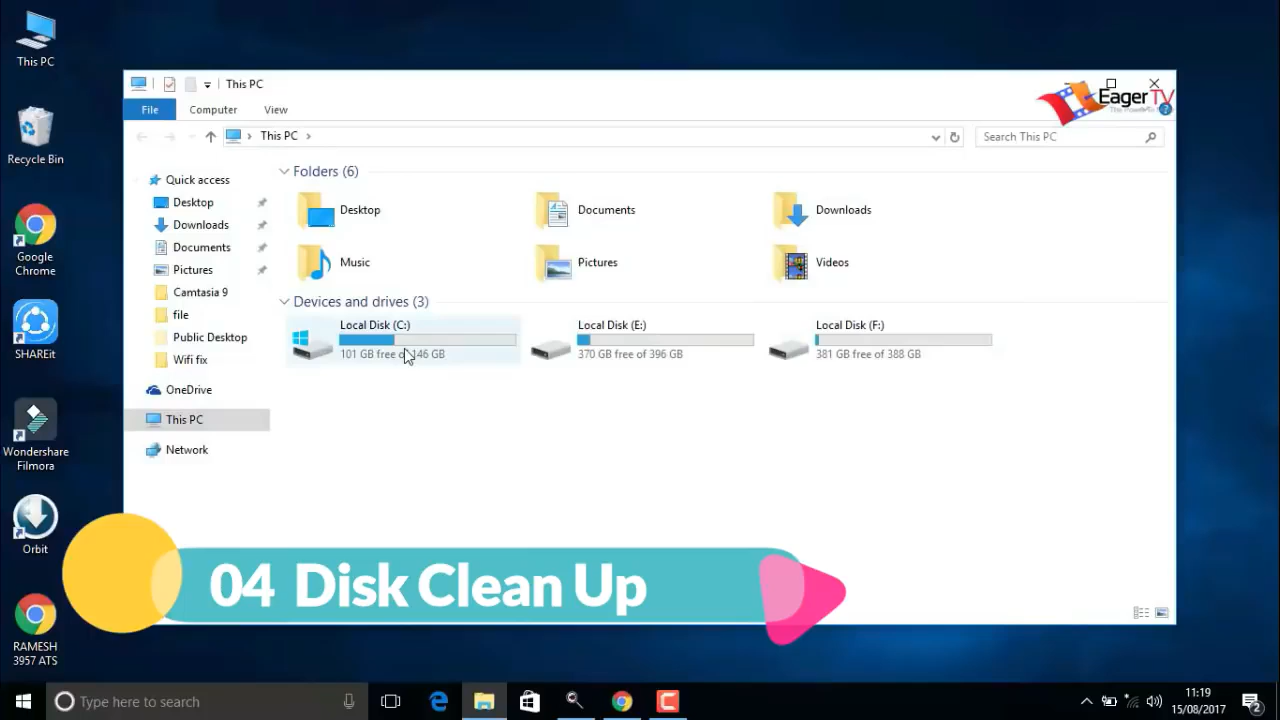 This PC
Recycle Bin
Google
Chrome
SHAREit
Wondershare
Filmora
Orbit
RAMESH
3957 ATS
This PC
EagerTV
File
Computer
View
This PC
Search This PC
Quick access
Desktop
Downloads
Documents
Pictures
Camtasia 9
file
Public Desktop
Wifi fix
OneDrive
This PC
Network
Folders (6)
Desktop
Documents
Downloads
Music
Pictures
Videos
Devices and drives (3)
Local Disk (C:)
101 GB free of 146 GB
Local Disk (E:)
370 GB free of 396 GB
Local Disk (F:)
381 GB free of 388 GB
04 Disk Clean Up
Type here to search
11:19
15/08/2017
2